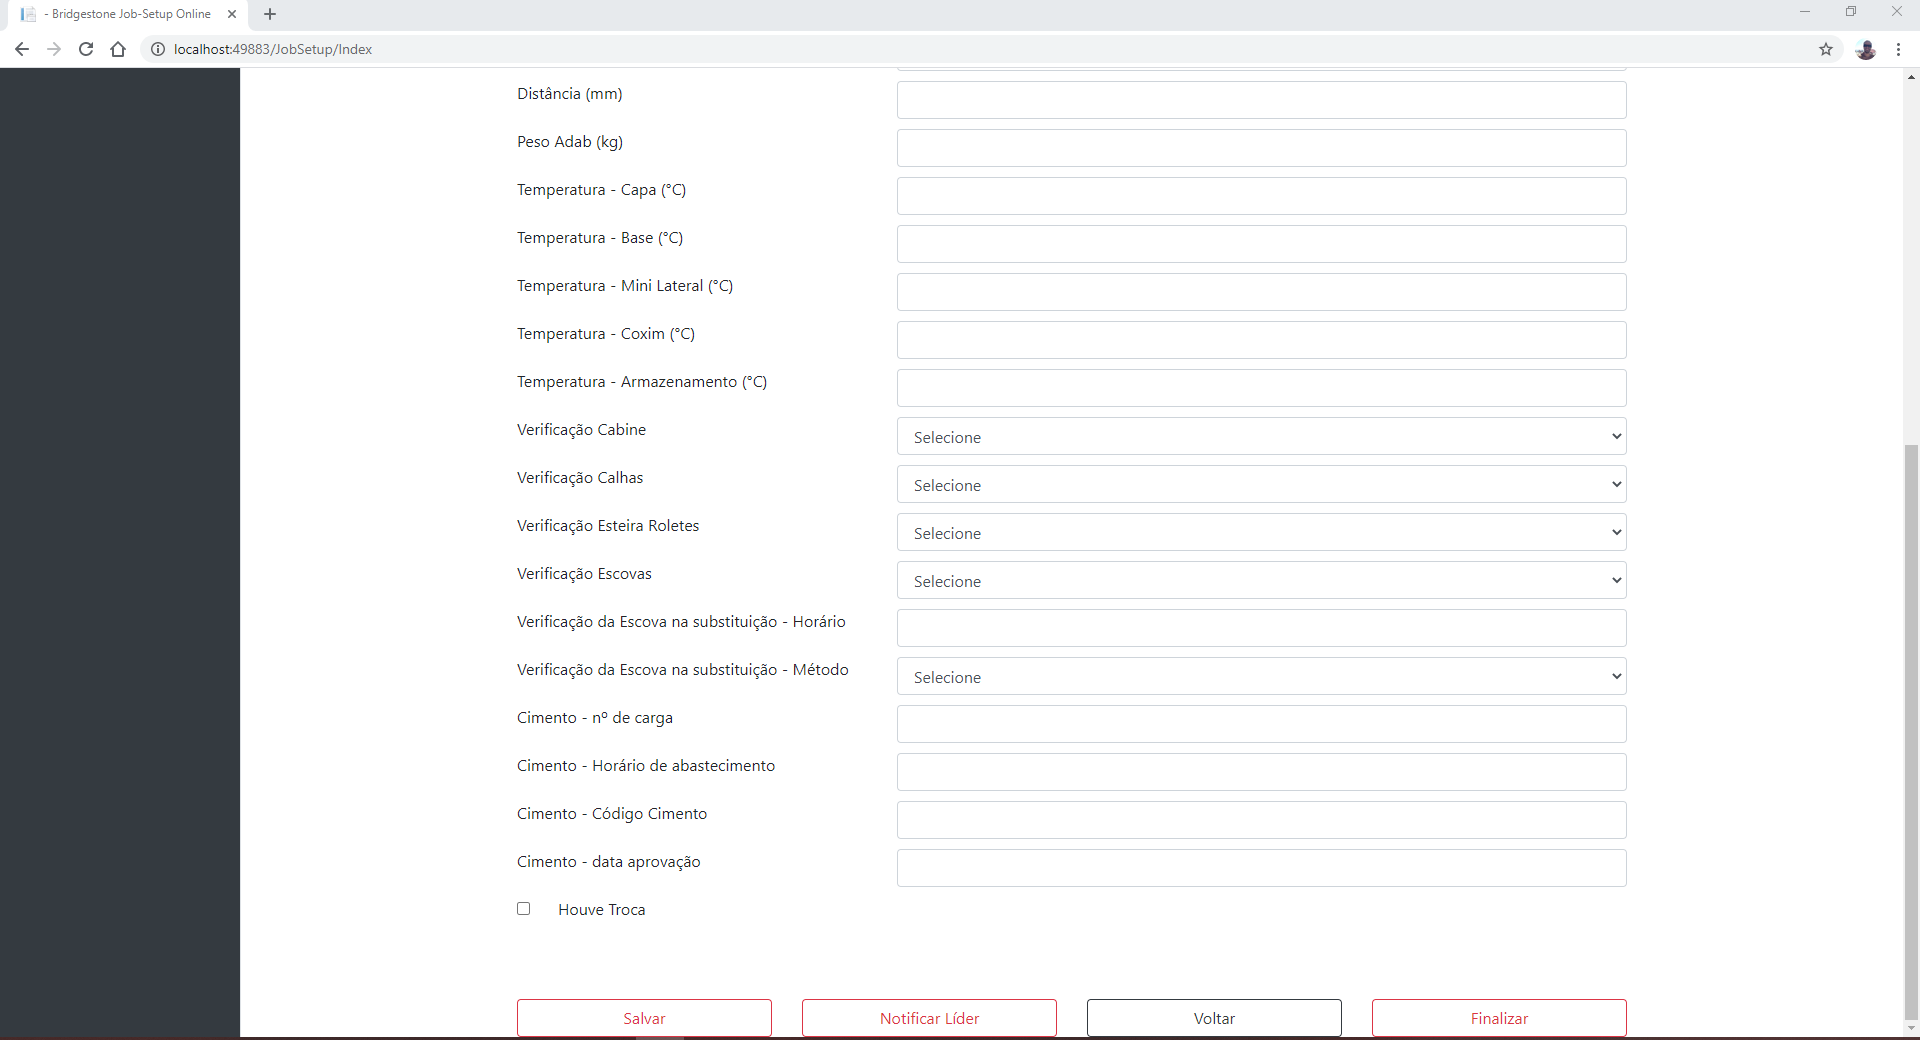 - Bridgestone Job-Setup Online
localhost:49883/JobSetup/Index
Distância (mm)
Peso Adab (kg)
Temperatura - Capa (°C)
Temperatura - Base (°C)
Temperatura - Mini Lateral (°C)
Temperatura - Coxim (°C)
Temperatura - Armazenamento (°C)
Verificação Cabine Selecione
Verificação Calhas Selecione
Verificação Esteira Roletes Selecione
Verificação Escovas Selecione
Verificação da Escova na substituição - Horário
Verificação da Escova na substituição - Método Selecione
Cimento - nº de carga
Cimento - Horário de abastecimento
Cimento - Código Cimento
Cimento - data aprovação
Houve Troca
Salvar Notificar Líder Voltar Finalizar